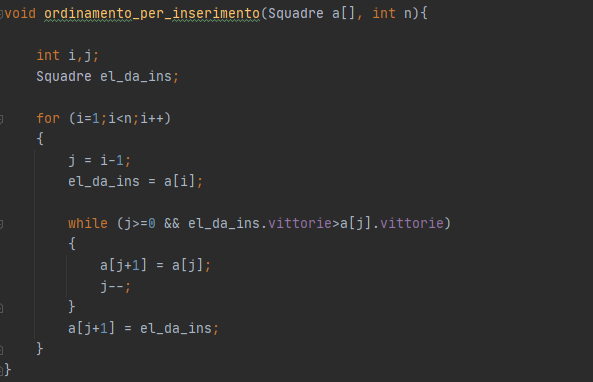 void ordinamento_per_inserimento(Squadre a[], int n){
int i,j;
Squadre el_da_ins;
for (i=1;i<n;i++)
{
j = i-1;
el_da_ins = a[i];
while (j>=0 && el_da_ins.vittorie>a[j].vittorie)
{
a[j+1] = a[j];
j--;
}
a[j+1] = el_da_ins;
}
}